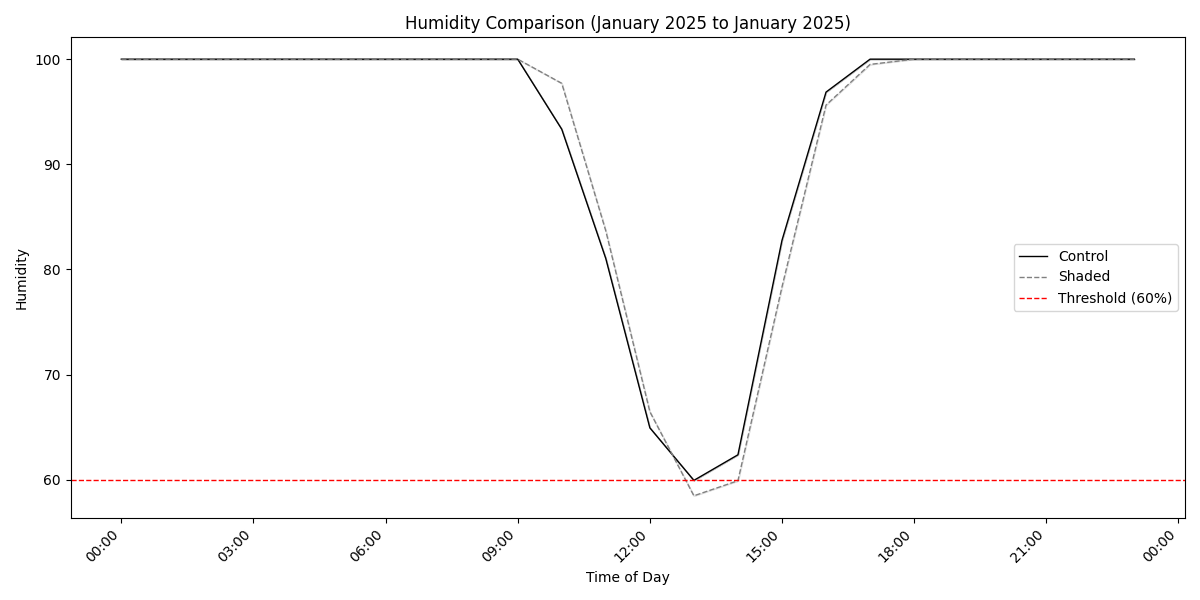 Humidity Comparison (January 2025 to January 2025)
100
90
80
70
60
Humidity
Control
Shaded
Threshold (60%)
00:00
03:00
06:00
09:00
12:00
15:00
18:00
21:00
00:00
Time of Day